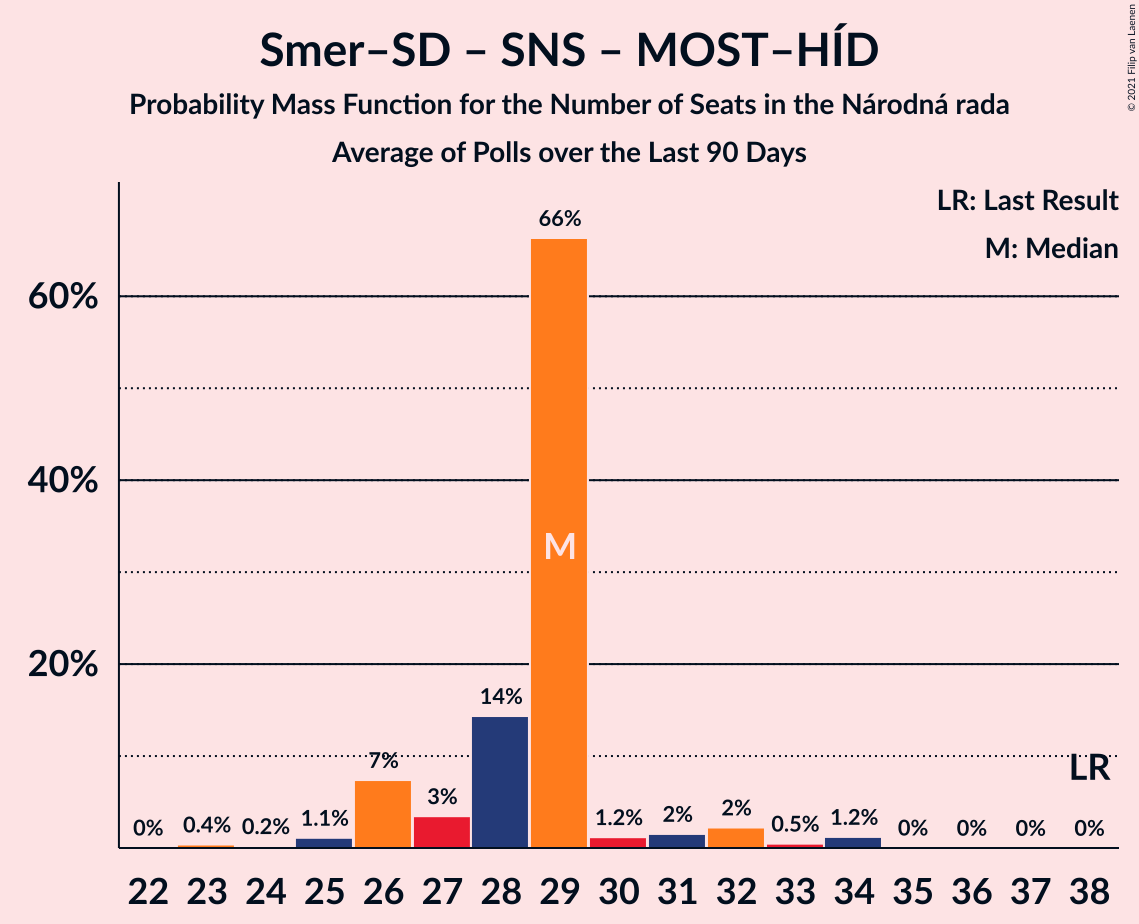 Smer–SD – SNS – MOST–HÍD
Probability Mass Function for the Number of Seats in the Národná rada
Average of Polls over the Last 90 Days
© 2021 Filip van Laenen
LR: Last Result
M: Median
66%
60%
40%
M
20%
14%
7%
LR
3%
0% 0.4% 0.2% 1.1% 1.2% 2% 2% 0.5% 1.2% 0% 0% 0% 0%
22 23 24 25 26 27 28 29 30 31 32 33 34 35 36 37 38